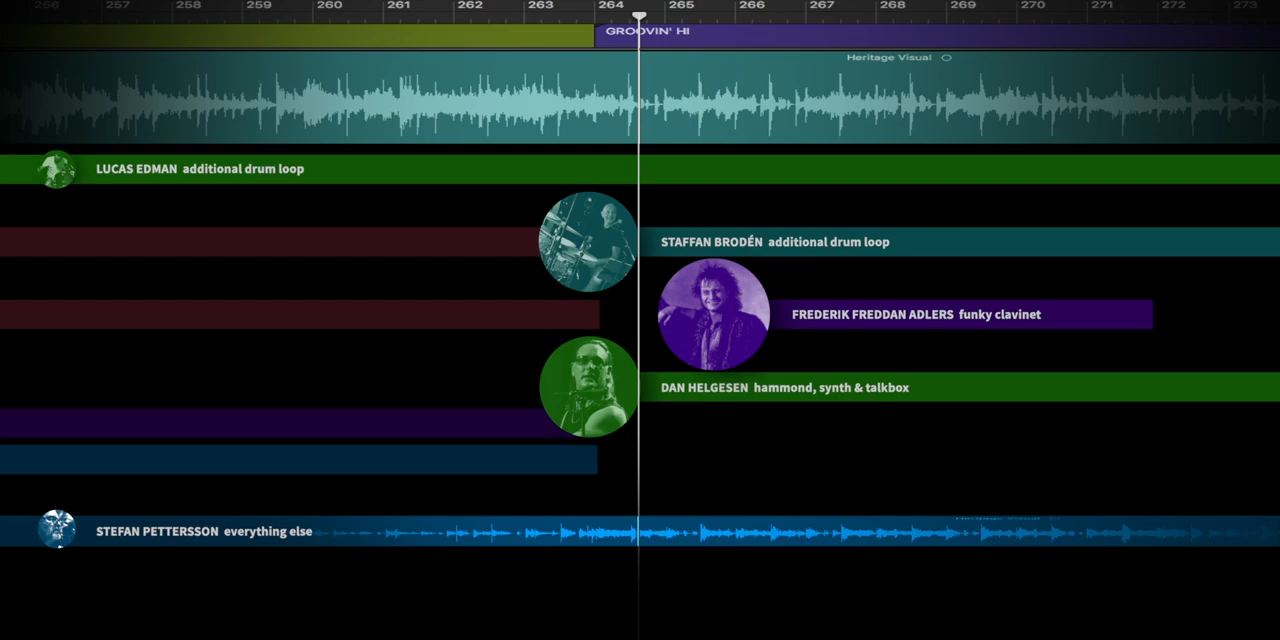 256 257 258 259 260 261 262 263 264 265 266 267 268 269 270 271 272 273
GROOVIN' HI
Heritage Visual
LUCAS EDMAN additional drum loop
STAFFAN BRODÉN additional drum loop
FREDERIK FREDDAN ADLERS funky clavinet
DAN HELGESEN hammond, synth & talkbox
STEFAN PETTERSSON everything else
Heritage Visual